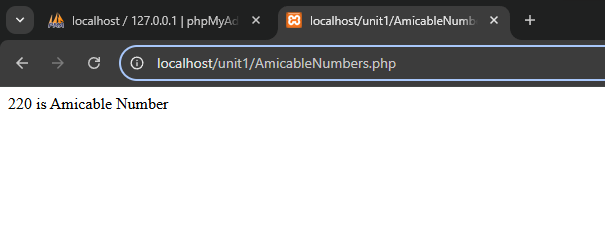 localhost / 127.0.0.1 | phpMyAd
localhost/unit1/AmicableNumb
localhost/unit1/AmicableNumbers.php
220 is Amicable Number